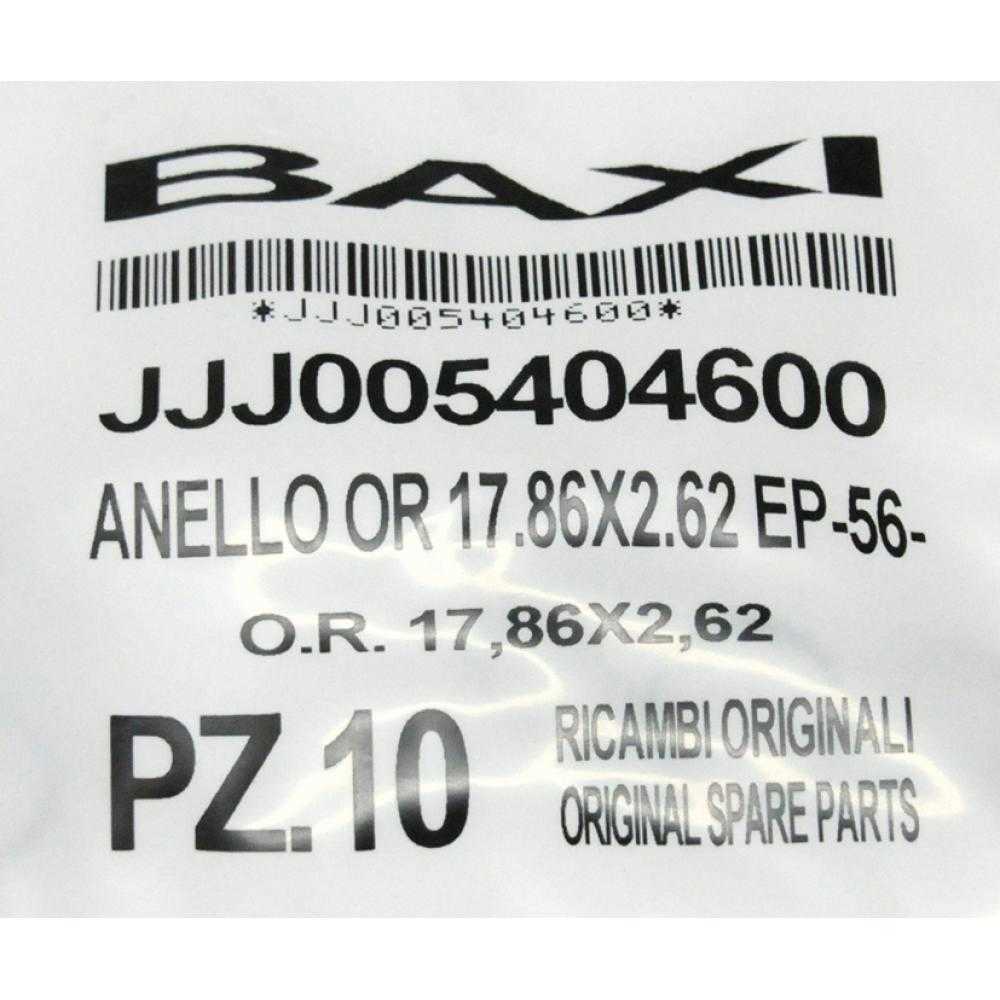 BAXI
*JJJ005404600*
JJJ005404600
ANELLO OR 17.86X2.62 EP-56-
O.R. 17,86X2,62
PZ.10
RICAMBI ORIGINALI
ORIGINAL SPARE PARTS